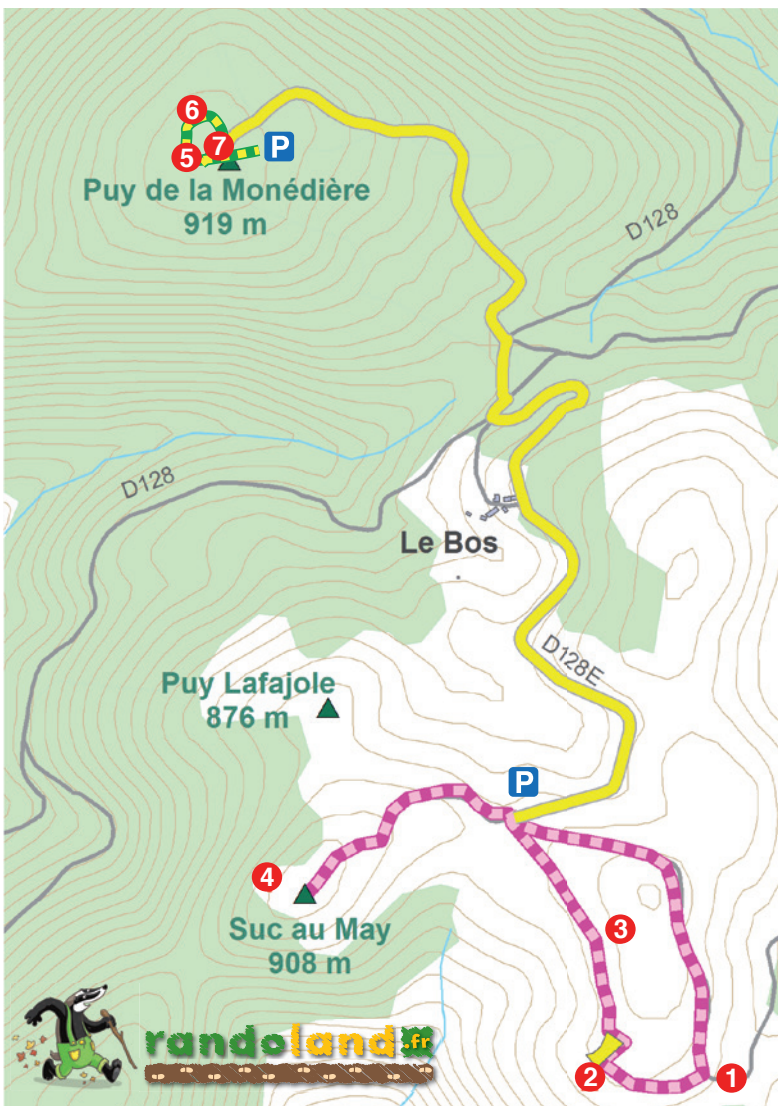 6
7
P
5
Puy de la Monédière
919 m
D128
D128
Le Bos
D128E
Puy Lafajole
876 m
P
4
3
Suc au May
908 m
2
1
randoland.fr